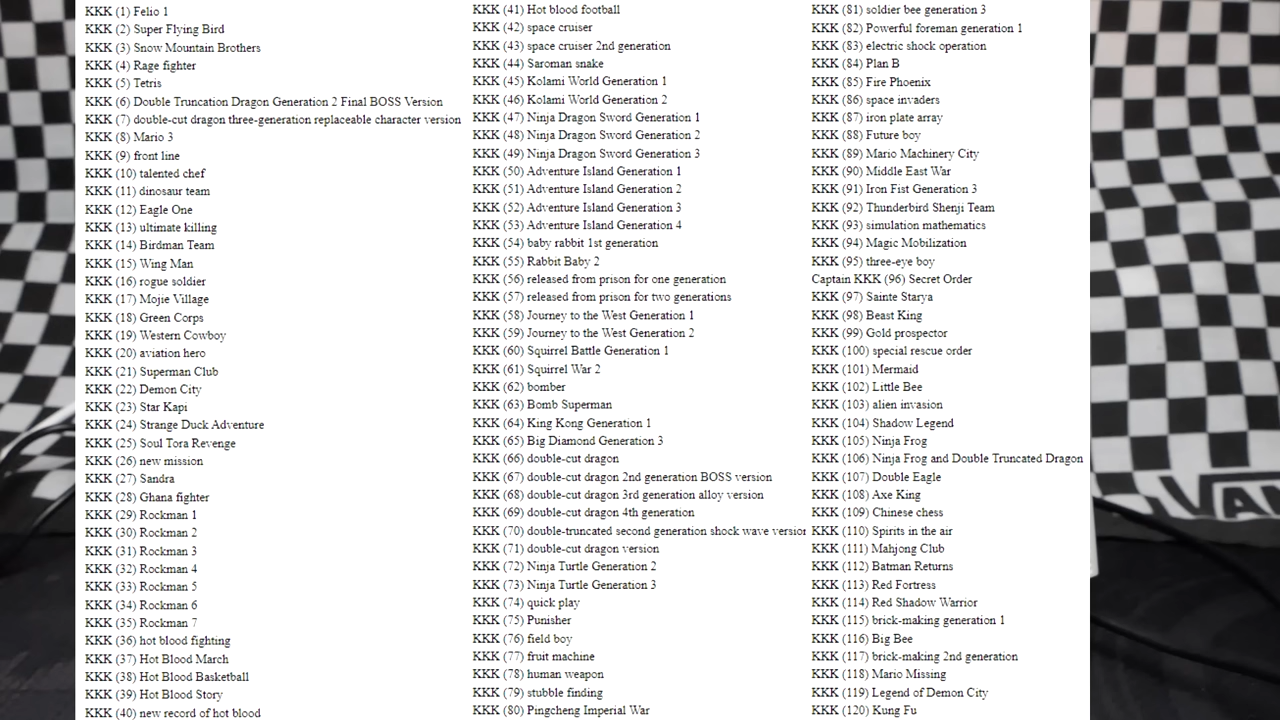 KKK (1) Felio 1
KKK (2) Super Flying Bird
KKK (3) Snow Mountain Brothers
KKK (4) Rage fighter
KKK (5) Tetris
KKK (6) Double Truncation Dragon Generation 2 Final BOSS Version
KKK (7) double-cut dragon three-generation replaceable character version
KKK (8) Mario 3
KKK (9) front line
KKK (10) talented chef
KKK (11) dinosaur team
KKK (12) Eagle One
KKK (13) ultimate killing
KKK (14) Birdman Team
KKK (15) Wing Man
KKK (16) rogue soldier
KKK (17) Mojie Village
KKK (18) Green Corps
KKK (19) Western Cowboy
KKK (20) aviation hero
KKK (21) Superman Club
KKK (22) Demon City
KKK (23) Star Kapi
KKK (24) Strange Duck Adventure
KKK (25) Soul Tora Revenge
KKK (26) new mission
KKK (27) Sandra
KKK (28) Ghana fighter
KKK (29) Rockman 1
KKK (30) Rockman 2
KKK (31) Rockman 3
KKK (32) Rockman 4
KKK (33) Rockman 5
KKK (34) Rockman 6
KKK (35) Rockman 7
KKK (36) hot blood fighting
KKK (37) Hot Blood March
KKK (38) Hot Blood Basketball
KKK (39) Hot Blood Story
KKK (40) new record of hot blood
KKK (41) Hot blood football
KKK (42) space cruiser
KKK (43) space cruiser 2nd generation
KKK (44) Saroman snake
KKK (45) Kolami World Generation 1
KKK (46) Kolami World Generation 2
KKK (47) Ninja Dragon Sword Generation 1
KKK (48) Ninja Dragon Sword Generation 2
KKK (49) Ninja Dragon Sword Generation 3
KKK (50) Adventure Island Generation 1
KKK (51) Adventure Island Generation 2
KKK (52) Adventure Island Generation 3
KKK (53) Adventure Island Generation 4
KKK (54) baby rabbit 1st generation
KKK (55) Rabbit Baby 2
KKK (56) released from prison for one generation
KKK (57) released from prison for two generations
KKK (58) Journey to the West Generation 1
KKK (59) Journey to the West Generation 2
KKK (60) Squirrel Battle Generation 1
KKK (61) Squirrel War 2
KKK (62) bomber
KKK (63) Bomb Superman
KKK (64) King Kong Generation 1
KKK (65) Big Diamond Generation 3
KKK (66) double-cut dragon
KKK (67) double-cut dragon 2nd generation BOSS version
KKK (68) double-cut dragon 3rd generation alloy version
KKK (69) double-cut dragon 4th generation
KKK (70) double-truncated second generation shock wave version
KKK (71) double-cut dragon version
KKK (72) Ninja Turtle Generation 2
KKK (73) Ninja Turtle Generation 3
KKK (74) quick play
KKK (75) Punisher
KKK (76) field boy
KKK (77) fruit machine
KKK (78) human weapon
KKK (79) stubble finding
KKK (80) Pingcheng Imperial War
KKK (81) soldier bee generation 3
KKK (82) Powerful foreman generation 1
KKK (83) electric shock operation
KKK (84) Plan B
KKK (85) Fire Phoenix
KKK (86) space invaders
KKK (87) iron plate array
KKK (88) Future boy
KKK (89) Mario Machinery City
KKK (90) Middle East War
KKK (91) Iron Fist Generation 3
KKK (92) Thunderbird Shenji Team
KKK (93) simulation mathematics
KKK (94) Magic Mobilization
KKK (95) three-eye boy
Captain KKK (96) Secret Order
KKK (97) Sainte Starya
KKK (98) Beast King
KKK (99) Gold prospector
KKK (100) special rescue order
KKK (101) Mermaid
KKK (102) Little Bee
KKK (103) alien invasion
KKK (104) Shadow Legend
KKK (105) Ninja Frog
KKK (106) Ninja Frog and Double Truncated Dragon
KKK (107) Double Eagle
KKK (108) Axe King
KKK (109) Chinese chess
KKK (110) Spirits in the air
KKK (111) Mahjong Club
KKK (112) Batman Returns
KKK (113) Red Fortress
KKK (114) Red Shadow Warrior
KKK (115) brick-making generation 1
KKK (116) Big Bee
KKK (117) brick-making 2nd generation
KKK (118) Mario Missing
KKK (119) Legend of Demon City
KKK (120) Kung Fu